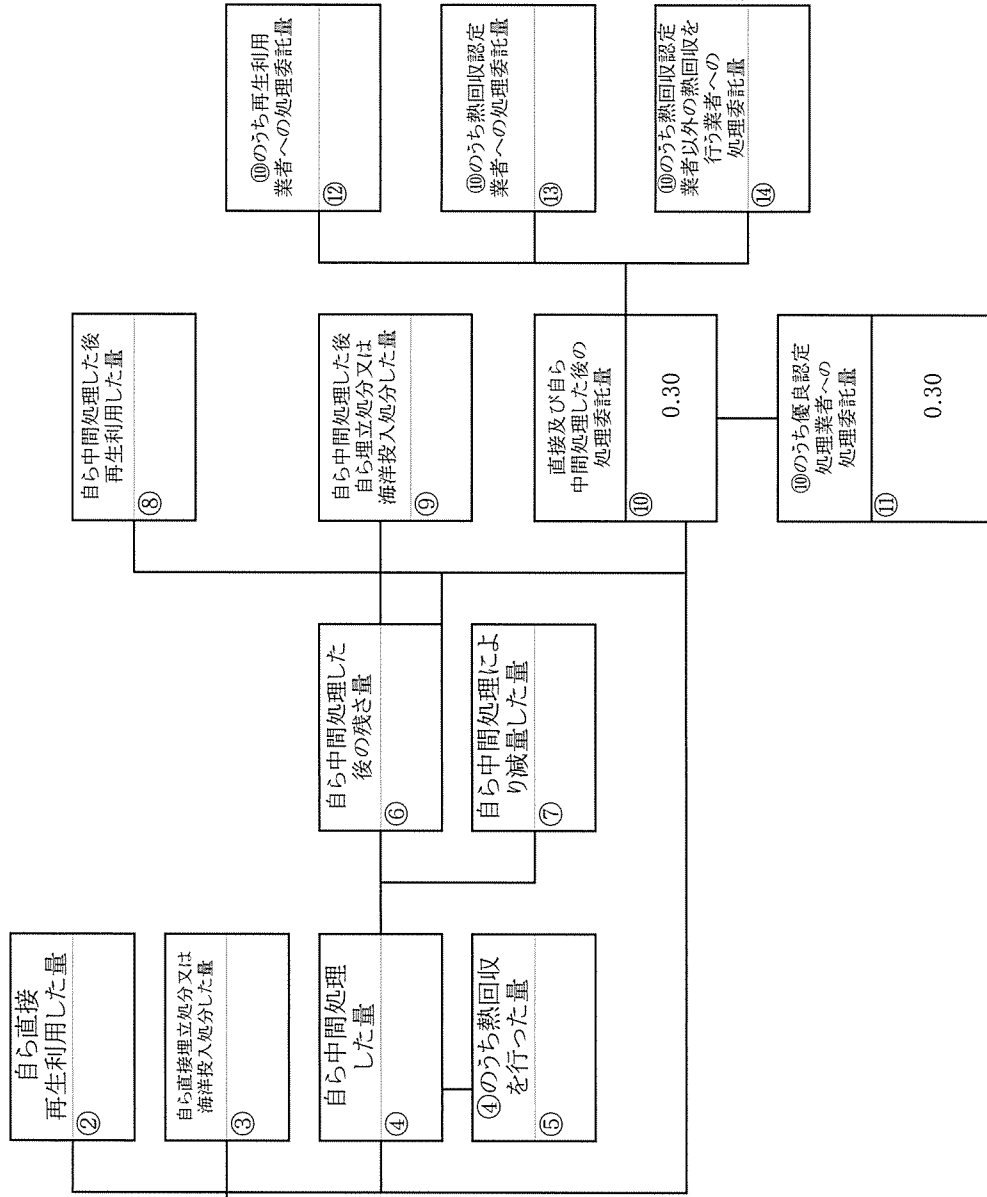 自ら直接
再生利用した量
②
自ら直接埋立処分又は
海洋投入処分した量
③
自ら中間処理
した量
④
④のうち熱回収
を行った量
⑤
自ら中間処理した
後の残さ量
⑥
自ら中間処理によ
り減量した量
⑦
自ら中間処理した後
再生利用した量
⑧
自ら中間処理した後
自ら埋立処分又は
海洋投入処分した量
⑨
直接及び自ら
中間処理した後の
処理委託量
⑩
0.30
⑩のうち優良認定
処理業者への
処理委託量
⑪
0.30
⑩のうち再生利用
業者への処理委託量
⑫
⑩のうち熱回収認定
業者への処理委託量
⑬
⑩のうち熱回収認定
業者以外の熱回収を
行う業者への
処理委託量
⑭